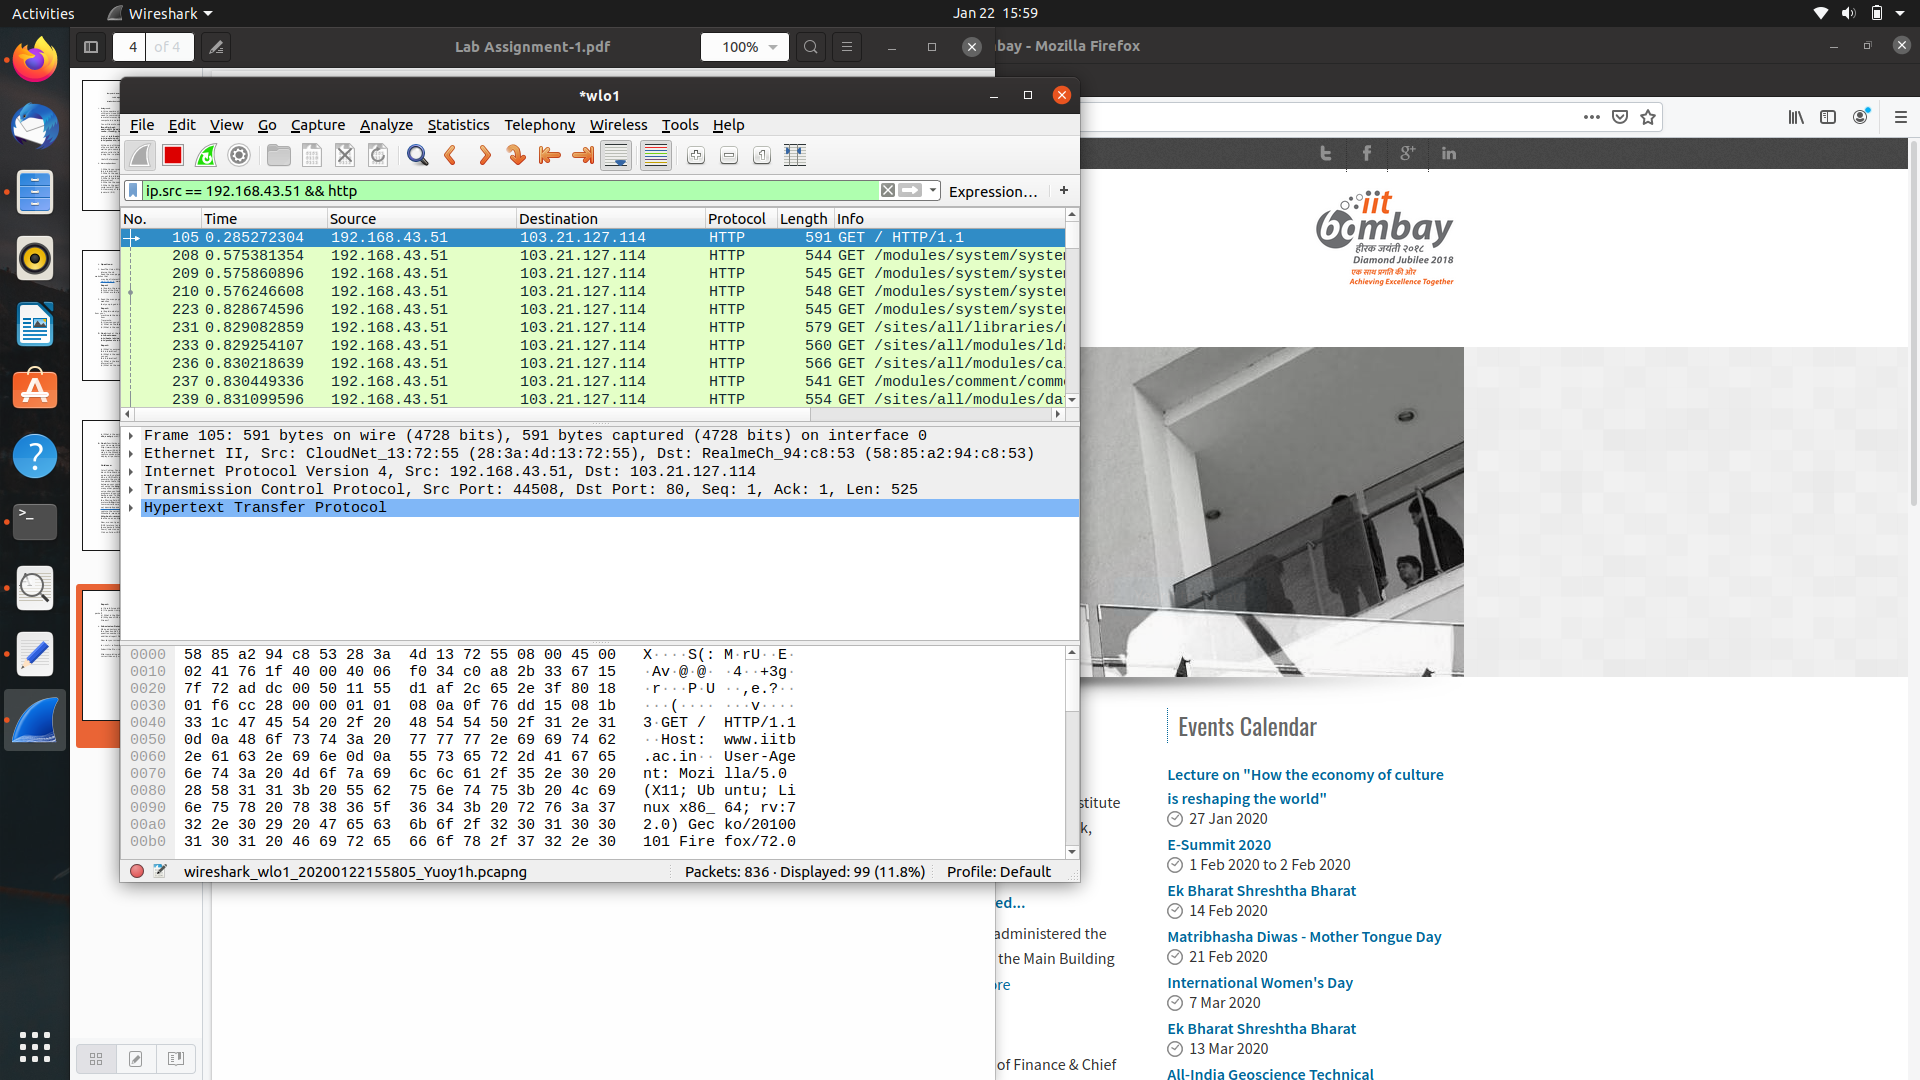 Activities
Wireshark
Jan 22 15:59
4 of 4
Lab Assignment-1.pdf
100%
bay - Mozilla Firefox
*wlo1
File Edit View Go Capture Analyze Statistics Telephony Wireless Tools Help
ip.src == 192.168.43.51 && http
Expression…
+
No. Time Source Destination Protocol Length Info
105 0.285272304 192.168.43.51 103.21.127.114 HTTP 591 GET / HTTP/1.1
208 0.575381354 192.168.43.51 103.21.127.114 HTTP 544 GET /modules/system/system
209 0.575860896 192.168.43.51 103.21.127.114 HTTP 545 GET /modules/system/system
210 0.576246608 192.168.43.51 103.21.127.114 HTTP 548 GET /modules/system/system
223 0.828674596 192.168.43.51 103.21.127.114 HTTP 545 GET /modules/system/system
231 0.829082859 192.168.43.51 103.21.127.114 HTTP 579 GET /sites/all/libraries/
233 0.829254107 192.168.43.51 103.21.127.114 HTTP 560 GET /sites/all/modules/lda
236 0.830218639 192.168.43.51 103.21.127.114 HTTP 566 GET /sites/all/modules/ca
237 0.830449336 192.168.43.51 103.21.127.114 HTTP 541 GET /modules/comment/comm
239 0.831099596 192.168.43.51 103.21.127.114 HTTP 554 GET /sites/all/modules/da
Frame 105: 591 bytes on wire (4728 bits), 591 bytes captured (4728 bits) on interface 0
Ethernet II, Src: CloudNet_13:72:55 (28:3a:4d:13:72:55), Dst: RealmeCh_94:c8:53 (58:85:a2:94:c8:53)
Internet Protocol Version 4, Src: 192.168.43.51, Dst: 103.21.127.114
Transmission Control Protocol, Src Port: 44508, Dst Port: 80, Seq: 1, Ack: 1, Len: 525
Hypertext Transfer Protocol
0000 58 85 a2 94 c8 53 28 3a 4d 13 72 55 08 00 45 00 X····S(: M·rU··E·
0010 02 41 76 1f 40 00 40 06 f0 34 c0 a8 2b 33 67 15 ·Av·@·@· ·4··+3g·
0020 7f 72 ad dc 00 50 11 55 d1 af 2c 65 2e 3f 80 18 ·r···P·U ··,e.?··
0030 01 f6 cc 28 00 00 01 01 08 0a 0f 76 dd 15 08 1b ···(···· ···v····
0040 33 1c 47 45 54 20 2f 20 48 54 54 50 2f 31 2e 31 3·GET / HTTP/1.1
0050 0d 0a 48 6f 73 74 3a 20 77 77 77 2e 69 69 74 62 ··Host: www.iitb
0060 2e 61 63 2e 69 6e 0d 0a 55 73 65 72 2d 41 67 65 .ac.in·· User-Age
0070 6e 74 3a 20 4d 6f 7a 69 6c 6c 61 2f 35 2e 30 20 nt: Mozi lla/5.0
0080 28 58 31 31 3b 20 55 62 75 6e 74 75 3b 20 4c 69 (X11; Ub untu; Li
0090 6e 75 78 20 78 38 36 5f 36 34 3b 20 72 76 3a 37 nux x86_ 64; rv:7
00a0 32 2e 30 29 20 47 65 63 6b 6f 2f 32 30 31 30 30 2.0) Gec ko/20100
00b0 31 30 31 20 46 69 72 65 66 6f 78 2f 37 32 2e 30 101 Fire fox/72.0
wireshark_wlo1_20200122155805_Yuoy1h.pcapng
Packets: 836 · Displayed: 99 (11.8%)
Profile: Default
iit
bombay
हीरक जयंती २०१८
Diamond Jubilee 2018
एक साथ प्रगति की ओर
Achieving Excellence Together
stitute
k,
ed...
administered the
the Main Building
ore
of Finance & Chief
Events Calendar
Lecture on "How the economy of culture
is reshaping the world"
27 Jan 2020
E-Summit 2020
1 Feb 2020 to 2 Feb 2020
Ek Bharat Shreshtha Bharat
14 Feb 2020
Matribhasha Diwas - Mother Tongue Day
21 Feb 2020
International Women's Day
7 Mar 2020
Ek Bharat Shreshtha Bharat
13 Mar 2020
All-India Geoscience Technical